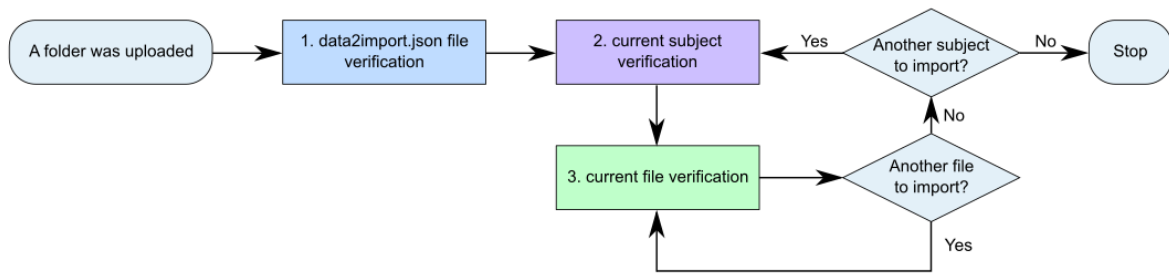 A folder was uploaded
1. data2import.json file
verification
2. current subject
verification
Yes
Another subject
to import?
No
Stop
No
3. current file verification
Another file
to import?
Yes